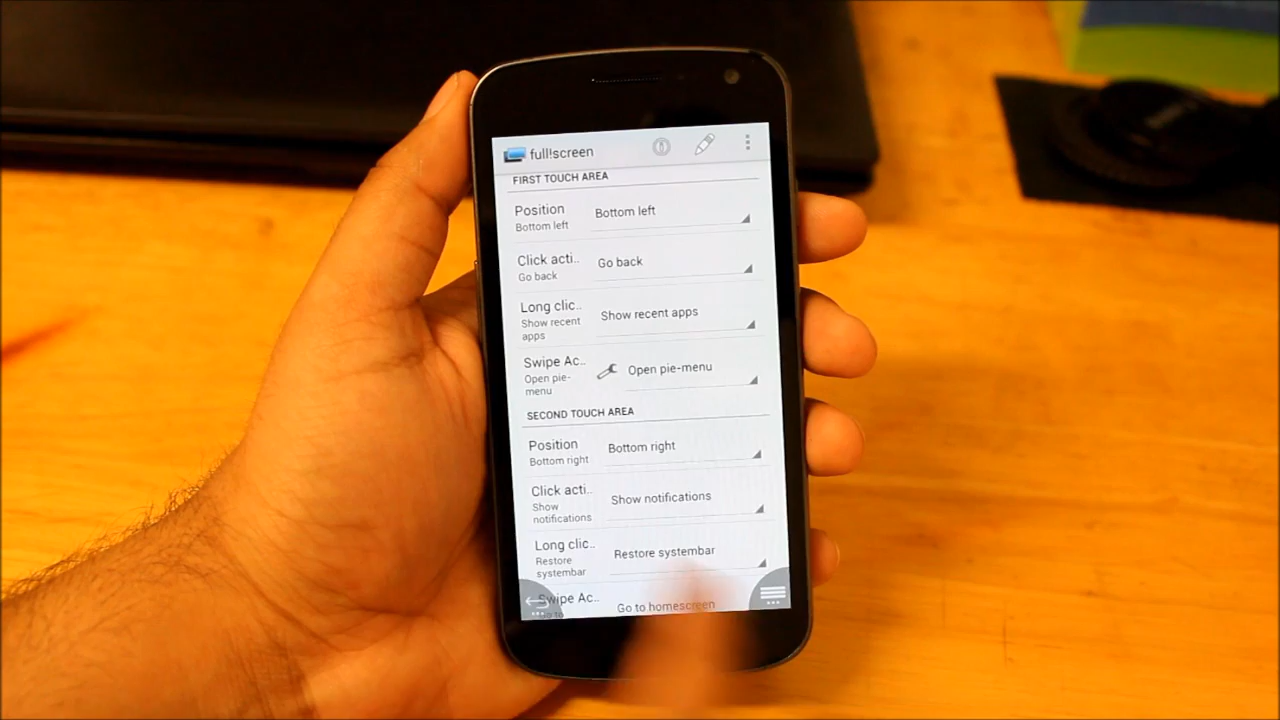 full!screen
FIRST TOUCH AREA
Position
Bottom left
Bottom left
Click acti..
Go back
Go back
Long clic..
Show recent
apps
Show recent apps
Swipe Ac..
Open pie-
menu
Open pie-menu
SECOND TOUCH AREA
Position
Bottom right
Bottom right
Click acti..
Show
notifications
Show notifications
Long clic..
Restore
systembar
Restore systembar
Swipe Ac..
Go to
Go to homescreen